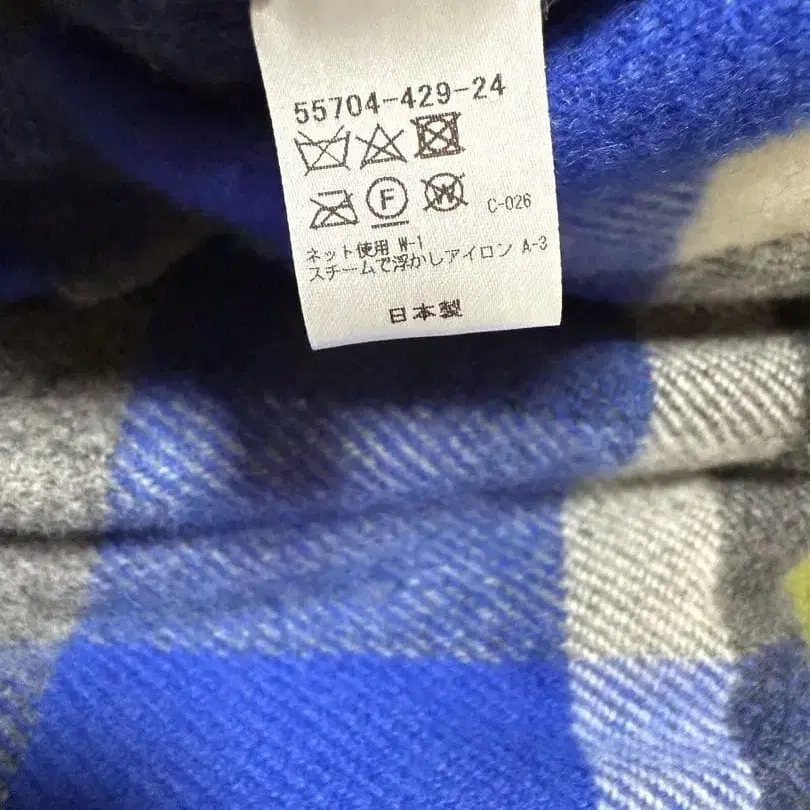 55704-429-24
F W C-026
ネット使用 W-1
スチームで浮かしアイロン A-3
日本製